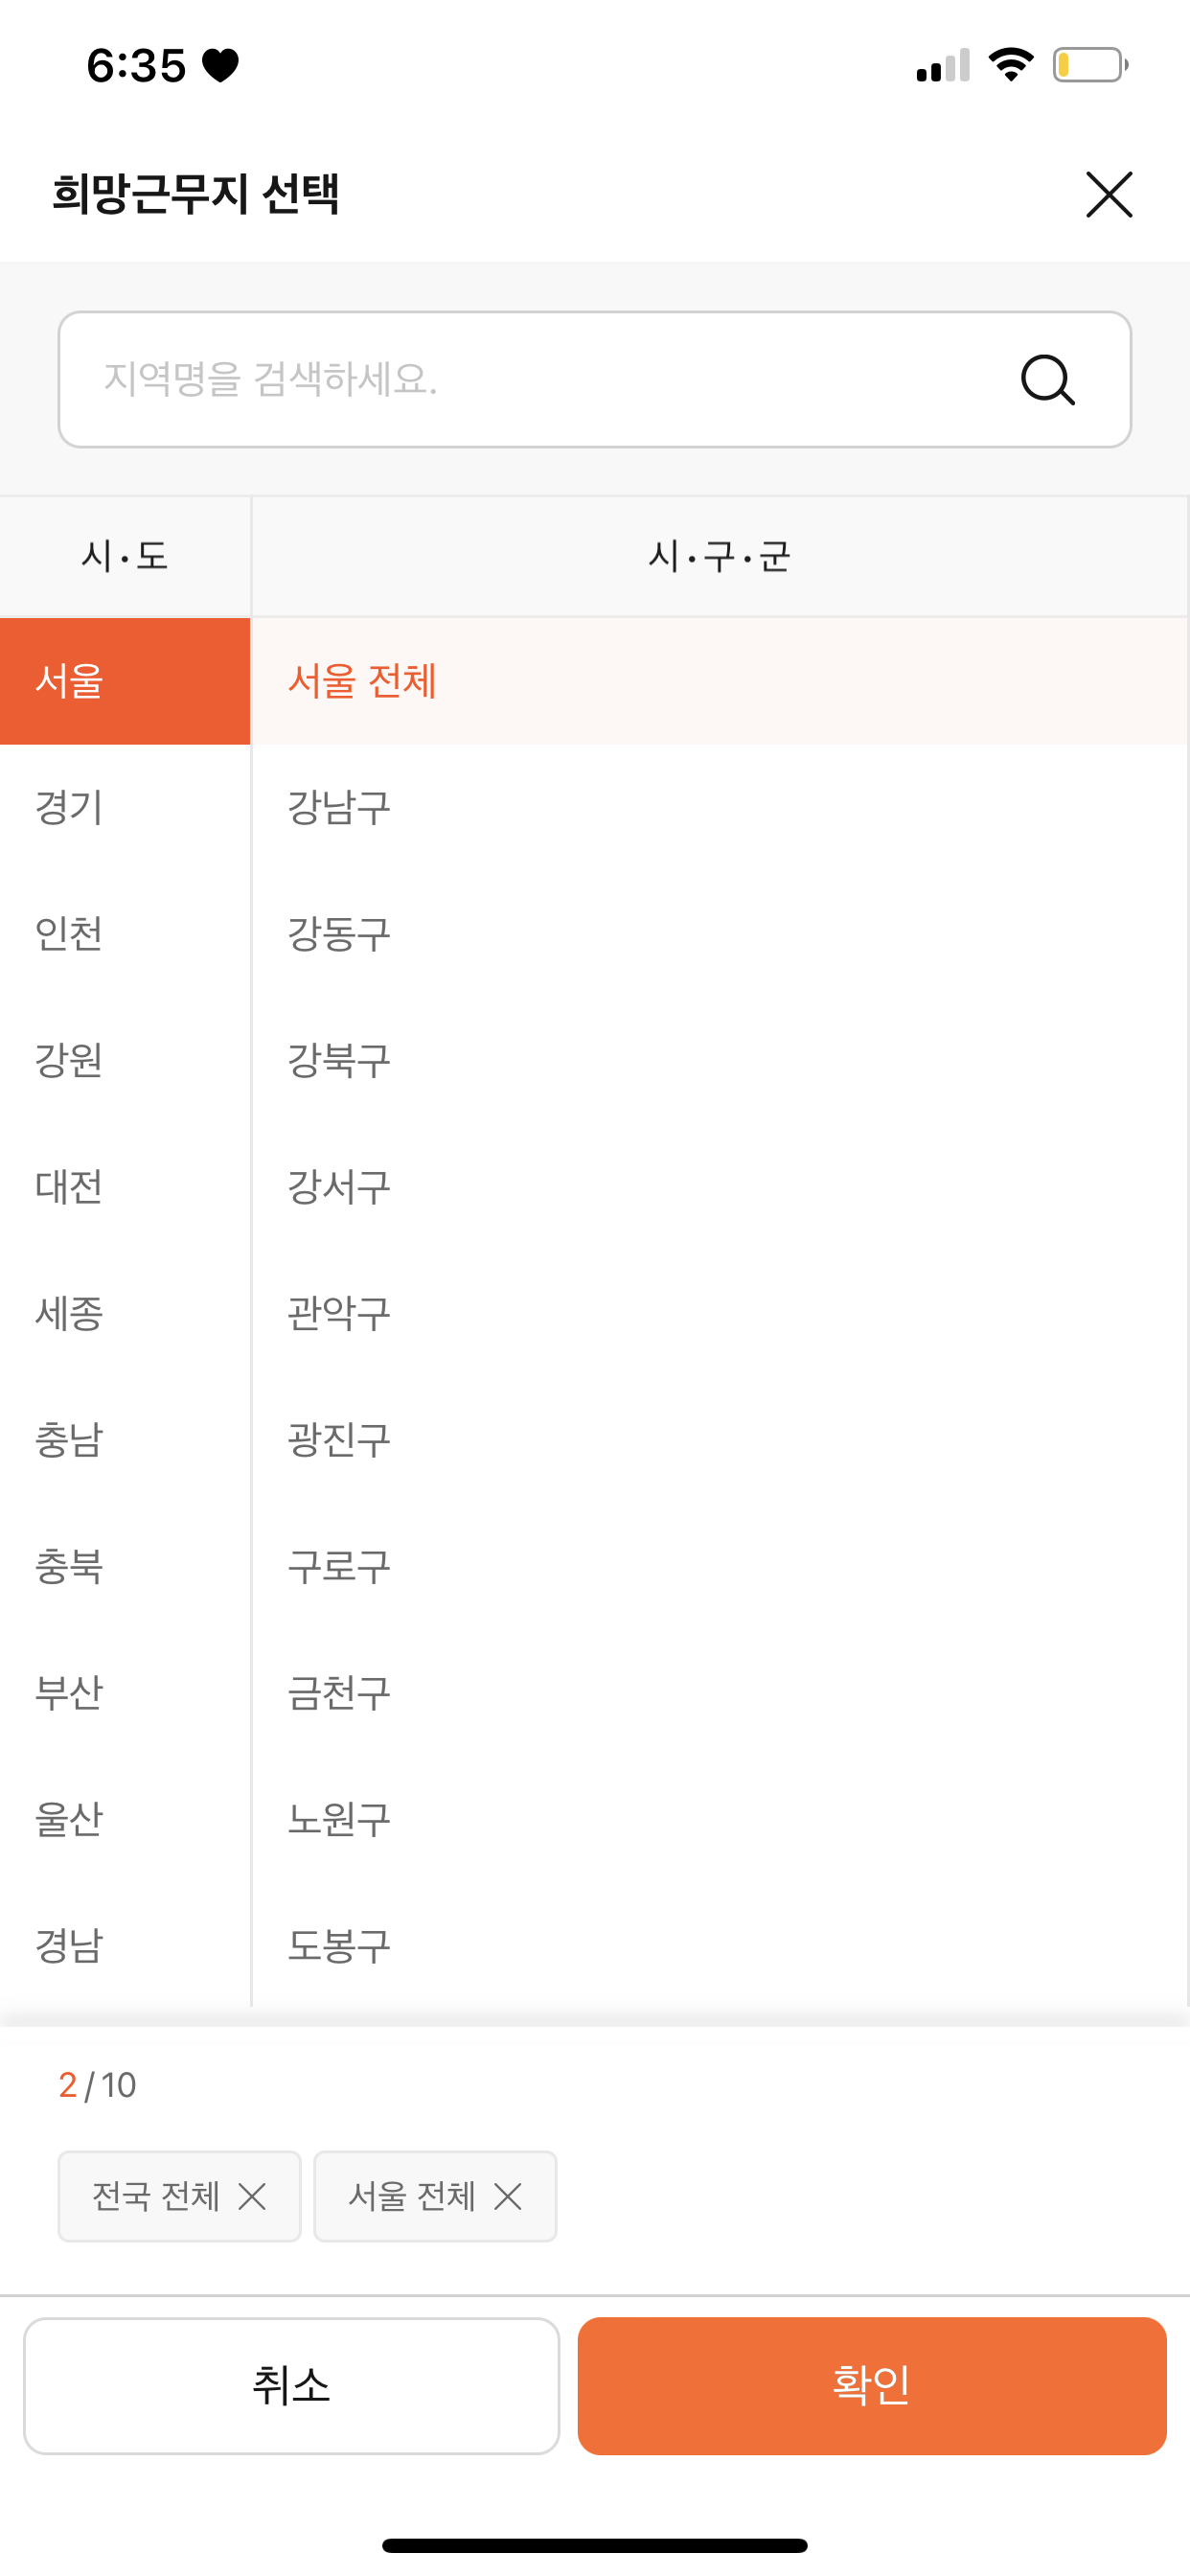 6:35
희망근무지 선택
지역명을 검색하세요.
시·도 시·구·군
서울 서울 전체
경기 강남구
인천 강동구
강원 강북구
대전 강서구
세종 관악구
충남 광진구
충북 구로구
부산 금천구
울산 노원구
경남 도봉구
2 / 10
전국 전체 서울 전체
취소 확인